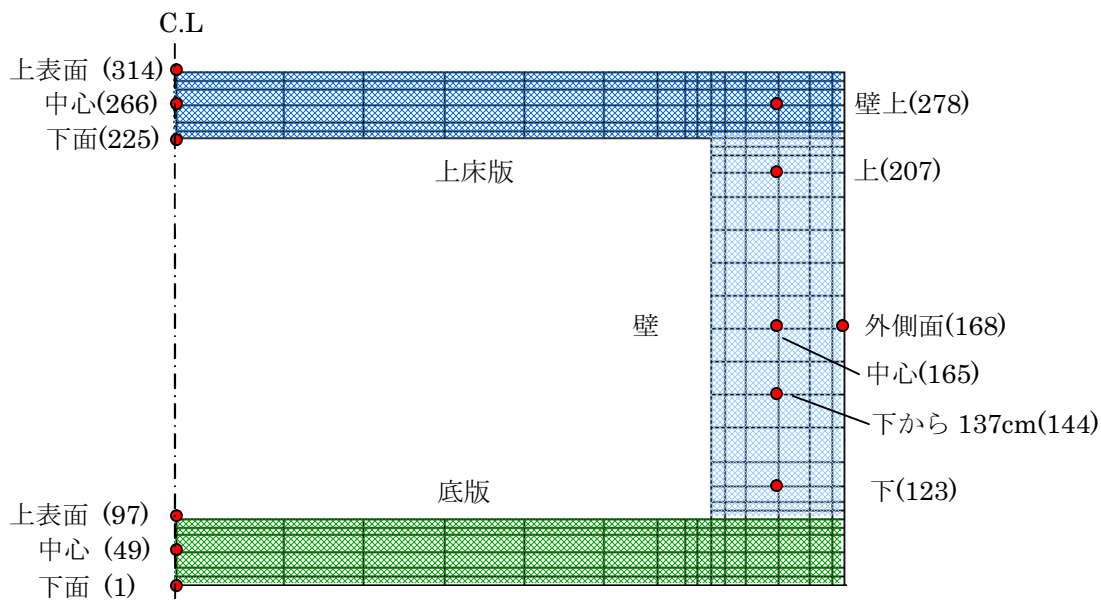 C.L
上表面 (314)
中心(266)
下面(225)
壁上(278)
上(207)
上床版
壁
外側面(168)
中心(165)
下から 137cm(144)
下(123)
底版
上表面 (97)
中心 (49)
下面 (1)